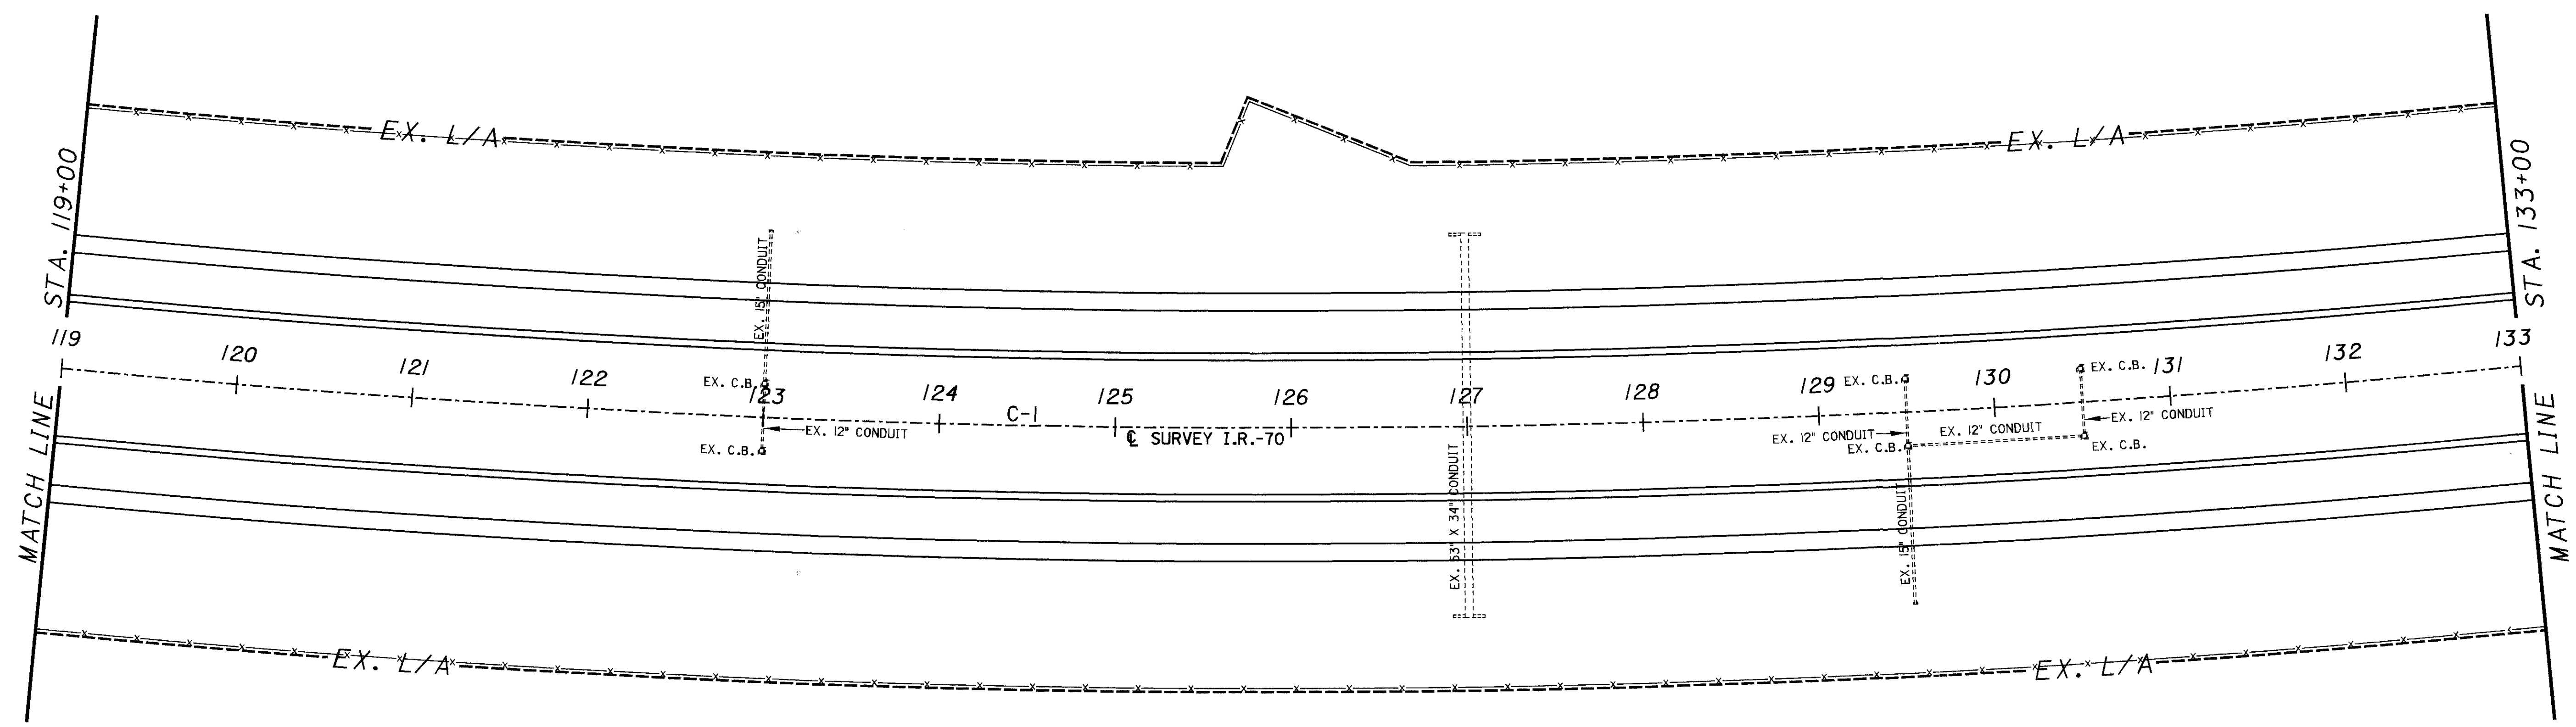 EX. L/A
EX. L/A
STA. 119+00
STA. 133+00
EX. 15" CONDUIT
119
120
121
122
EX. C.B.
123
124
C-1
125
126
127
128
129
EX. C.B.
130
EX. C.B.
131
132
133
EX. 12" CONDUIT
EX. C.B.
℄ SURVEY I.R.-70
EX. 12" CONDUIT
EX. 12" CONDUIT
EX. 12" CONDUIT
EX. C.B.
EX. C.B.
MATCH LINE
MATCH LINE
EX. 53" X 34" CONDUIT
EX. 15" CONDUIT
EX. L/A
EX. L/A